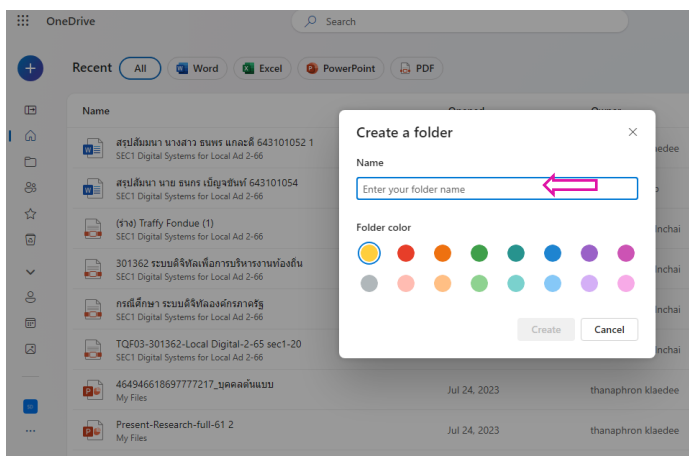 OneDrive
Search
Recent
All
Word
Excel
PowerPoint
PDF
Name
Opened
Owner
Create a folder
Name
Enter your folder name
Folder color
Create
Cancel
สรุปสัมมนา นางสาว ธนพร แกละดี 643101052 1
SEC1 Digital Systems for Local Ad 2-66
aedee
สรุปสัมมนา นาย ธนกร เบ็ญจขันท์ 643101054
SEC1 Digital Systems for Local Ad 2-66
(ร่าง) Traffy Fondue (1)
SEC1 Digital Systems for Local Ad 2-66
nchai
301362 ระบบดิจิทัลเพื่อการบริหารงานท้องถิ่น
SEC1 Digital Systems for Local Ad 2-66
nchai
กรณีศึกษา ระบบดิจิทัลองค์กรภาครัฐ
SEC1 Digital Systems for Local Ad 2-66
nchai
TQF03-301362-Local Digital-2-65 sec1-20
SEC1 Digital Systems for Local Ad 2-66
nchai
464946618697777217_บุคคลต้นแบบ
My Files
Jul 24, 2023
thanaphron klaedee
Present-Research-full-61 2
My Files
Jul 24, 2023
thanaphron klaedee